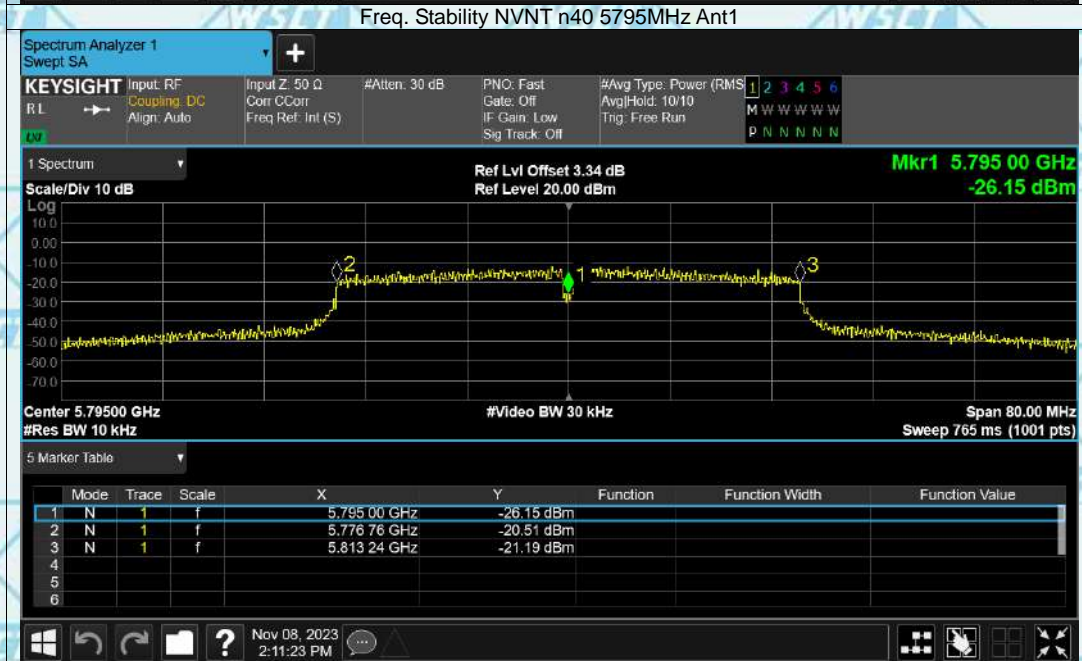 Freq. Stability NVNT n40 5795MHz Ant1
Spectrum Analyzer 1
Swept SA
+
KEYSIGHT Input: RF Input Z: 50 Ω #Atten: 30 dB PNO: Fast #Avg Type: Power (RMS 1 2 3 4 5 6
RL Coupling: DC Corr CCorr Gate: Off Avg|Hold: 10/10 M W W W W W
Align: Auto Freq Ref: Int (S) IF Gain: Low Trig: Free Run
Sig Track: Off P N N N N N
LXI
1 Spectrum Ref Lvl Offset 3.34 dB Mkr1 5.795 00 GHz
Scale/Div 10 dB Ref Level 20.00 dBm -26.15 dBm
Log
10.0
0.00
-10.0
2 3
1
-20.0
-30.0
-40.0
-50.0
-60.0
-70.0
Center 5.79500 GHz #Video BW 30 kHz Span 80.00 MHz
#Res BW 10 kHz Sweep 765 ms (1001 pts)
5 Marker Table
Mode Trace Scale X Y Function Function Width Function Value
1 N 1 f 5.795 00 GHz -26.15 dBm
2 N 1 f 5.776 76 GHz -20.51 dBm
3 N 1 f 5.813 24 GHz -21.19 dBm
4
5
6
? Nov 08, 2023
2:11:23 PM